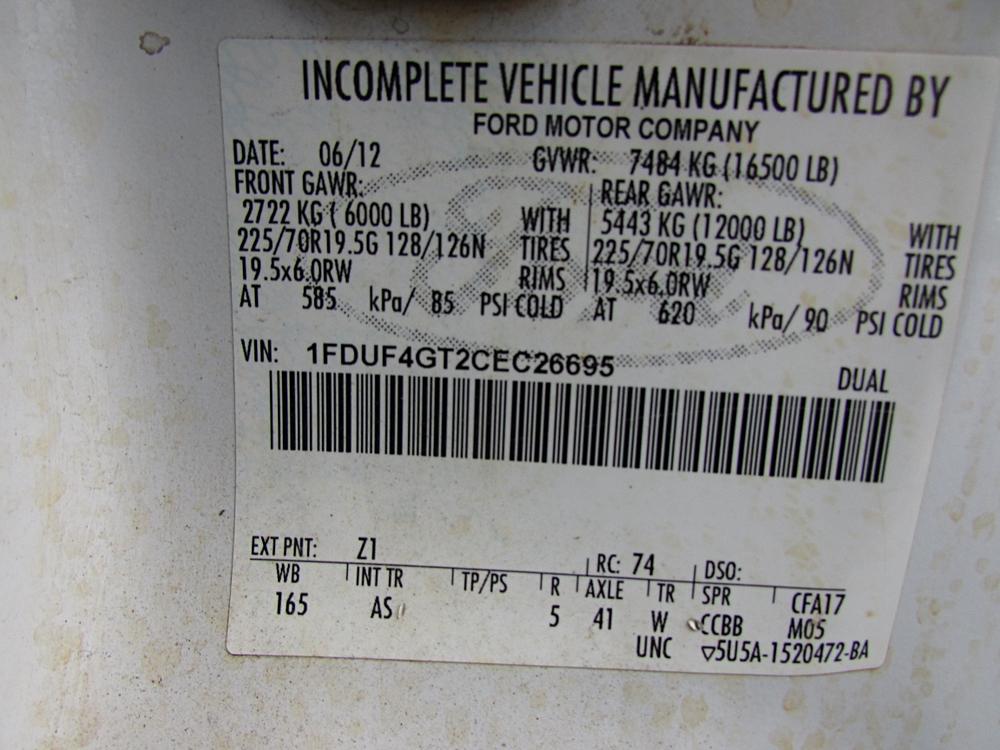 INCOMPLETE VEHICLE MANUFACTURED BY
FORD MOTOR COMPANY
DATE: 06/12 GVWR: 7484 KG (16500 LB)
FRONT GAWR: REAR GAWR:
2722 KG ( 6000 LB) WITH 5443 KG (12000 LB) WITH
225/70R19.5G 128/126N TIRES 225/70R19.5G 128/126N TIRES
19.5x6.0RW RIMS 19.5x6.0RW RIMS
AT 585 kPa/ 85 PSI COLD AT 620 kPa/ 90 PSI COLD
VIN: 1FDUF4GT2CEC26695
DUAL
EXT PNT: Z1 RC: 74 DSO:
WB INT TR TP/PS R AXLE TR SPR CFA17
165 AS 5 41 W CCBB M05
UNC ▽5U5A-1520472-BA